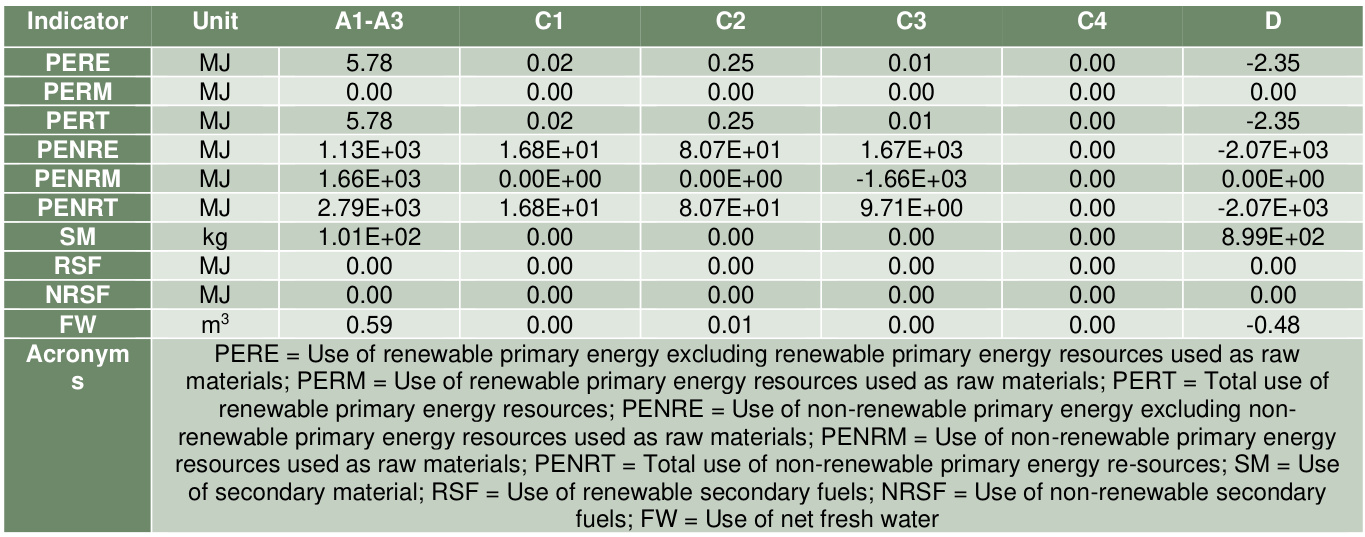 Indicator Unit A1-A3 C1 C2 C3 C4 D
PERE MJ 5.78 0.02 0.25 0.01 0.00 -2.35
PERM MJ 0.00 0.00 0.00 0.00 0.00 0.00
PERT MJ 5.78 0.02 0.25 0.01 0.00 -2.35
PENRE MJ 1.13E+03 1.68E+01 8.07E+01 1.67E+03 0.00 -2.07E+03
PENRM MJ 1.66E+03 0.00E+00 0.00E+00 -1.66E+03 0.00 0.00E+00
PENRT MJ 2.79E+03 1.68E+01 8.07E+01 9.71E+00 0.00 -2.07E+03
SM kg 1.01E+02 0.00 0.00 0.00 0.00 8.99E+02
RSF MJ 0.00 0.00 0.00 0.00 0.00 0.00
NRSF MJ 0.00 0.00 0.00 0.00 0.00 0.00
FW m³ 0.59 0.00 0.01 0.00 0.00 -0.48
Acronym
s
PERE = Use of renewable primary energy excluding renewable primary energy resources used as raw
materials; PERM = Use of renewable primary energy resources used as raw materials; PERT = Total use of
renewable primary energy resources; PENRE = Use of non-renewable primary energy excluding non-
renewable primary energy resources used as raw materials; PENRM = Use of non-renewable primary energy
resources used as raw materials; PENRT = Total use of non-renewable primary energy re-sources; SM = Use
of secondary material; RSF = Use of renewable secondary fuels; NRSF = Use of non-renewable secondary
fuels; FW = Use of net fresh water